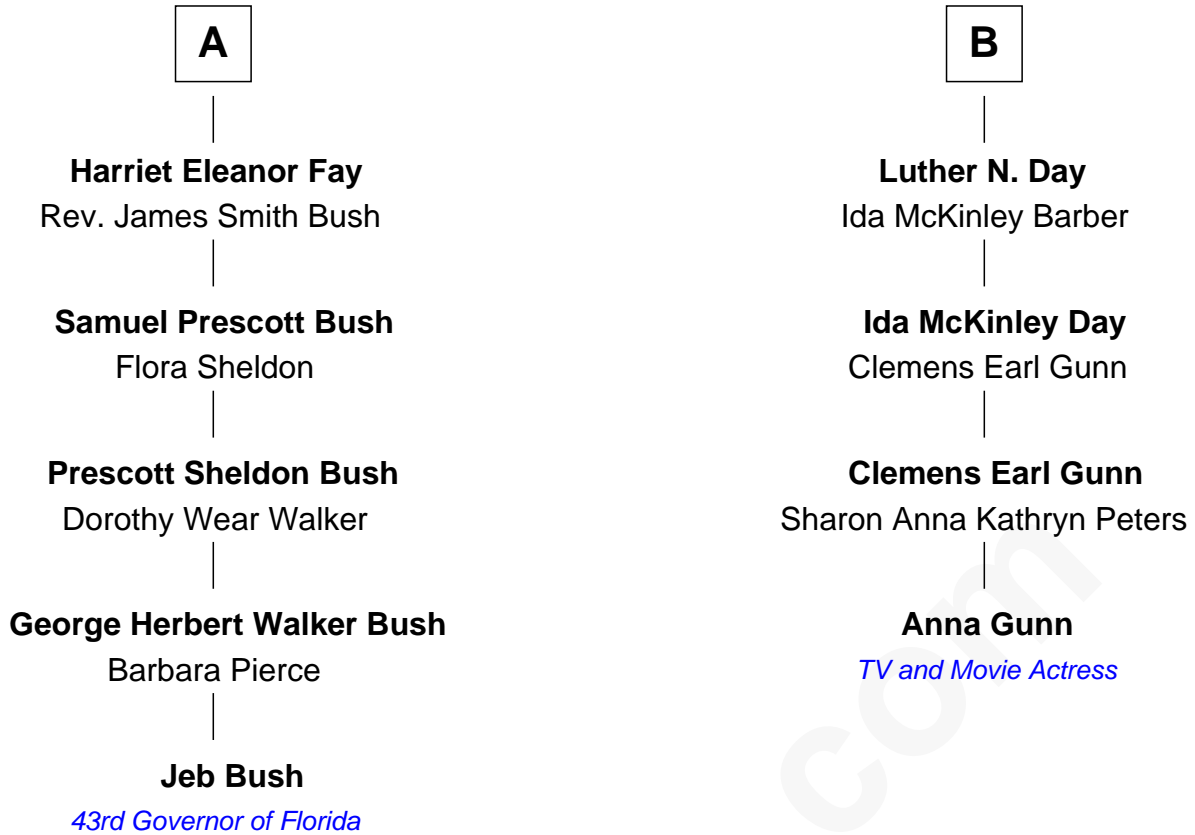 A
Harriet Eleanor Fay
Rev. James Smith Bush
Samuel Prescott Bush
Flora Sheldon
Prescott Sheldon Bush
Dorothy Wear Walker
George Herbert Walker Bush
Barbara Pierce
Jeb Bush
43rd Governor of Florida
B
Luther N. Day
Ida McKinley Barber
Ida McKinley Day
Clemens Earl Gunn
Clemens Earl Gunn
Sharon Anna Kathryn Peters
Anna Gunn
TV and Movie Actress
com